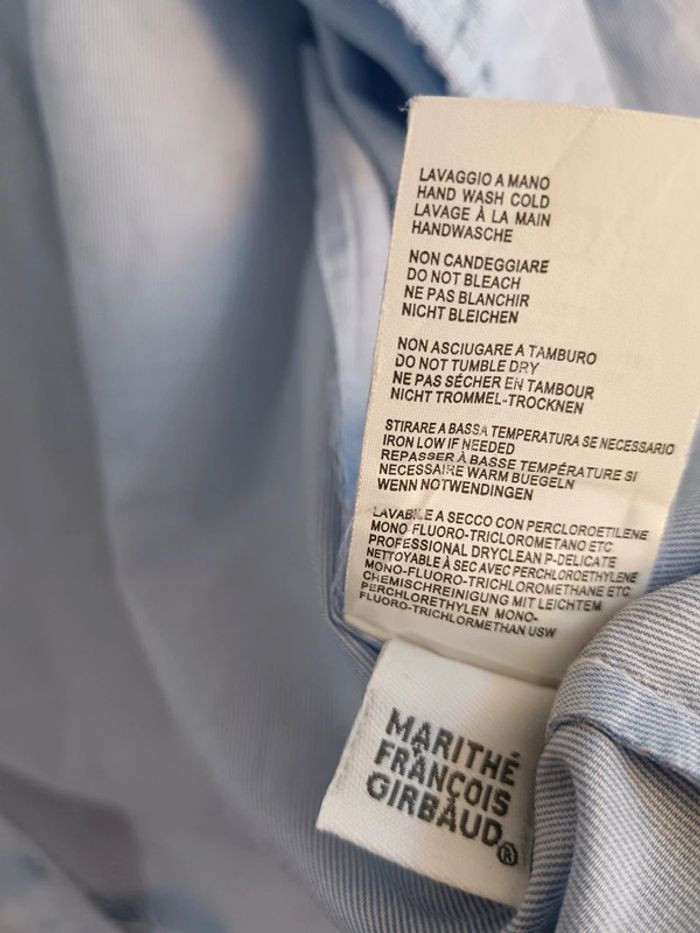 LAVAGGIO A MANO
HAND WASH COLD
LAVAGE À LA MAIN
HANDWASCHE
NON CANDEGGIARE
DO NOT BLEACH
NE PAS BLANCHIR
NICHT BLEICHEN
NON ASCIUGARE A TAMBURO
DO NOT TUMBLE DRY
NE PAS SÉCHER EN TAMBOUR
NICHT TROMMEL-TROCKNEN
STIRARE A BASSA TEMPERATURA SE NECESSARIO
IRON LOW IF NEEDED
REPASSER À BASSE TEMPÉRATURE SI
NECESSAIRE WARM BUEGELN
WENN NOTWENDINGEN
LAVABILE A SECCO CON PERCLOROETILENE
MONO-FLUORO-TRICLOROMETANO ETC
PROFESSIONAL DRYCLEAN P-DELICATE
NETTOYABLE À SEC AVEC PERCHLOROETHYLENE
MONO-FLUORO-TRICHLOROMETHANE ETC
CHEMISCHREINIGUNG MIT LEICHTEM
PERCHLORETHYLEN MONO-
FLUORO-TRICHLORMETHAN USW
MARITHÉ
FRANÇOIS
GIRBAUD®